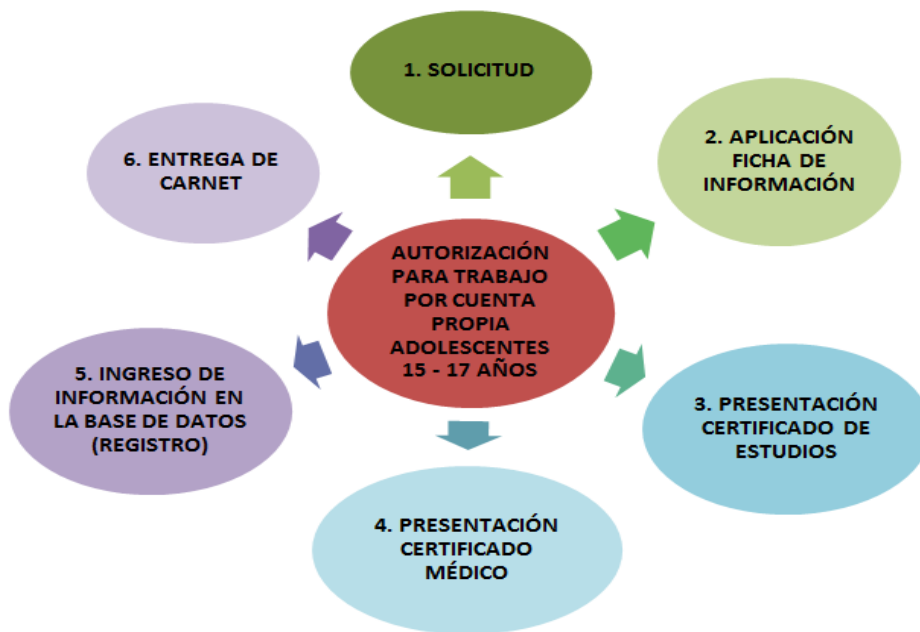 1. SOLICITUD
2. APLICACIÓN
FICHA DE
INFORMACIÓN
6. ENTREGA DE
CARNET
AUTORIZACIÓN
PARA TRABAJO
POR CUENTA
PROPIA
ADOLESCENTES
15 - 17 AÑOS
5. INGRESO DE
INFORMACIÓN EN
LA BASE DE DATOS
(REGISTRO)
3. PRESENTACIÓN
CERTIFICADO DE
ESTUDIOS
4. PRESENTACIÓN
CERTIFICADO
MÉDICO